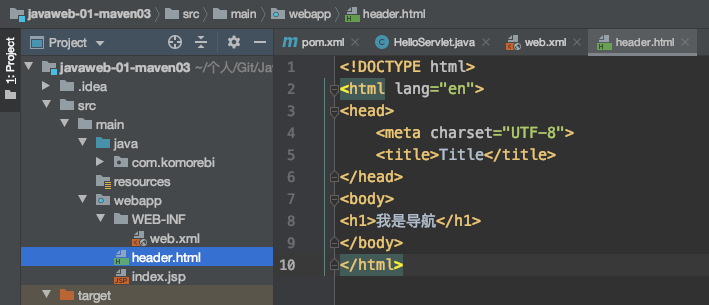 javaweb-01-maven03 src main webapp header.html
1: Project
Project
pom.xml HelloServlet.java web.xml header.html
javaweb-01-maven03 ~/个人/Git/Jav
.idea
src
main
java
com.komorebi
resources
webapp
WEB-INF
web.xml
header.html
index.jsp
target
1 <!DOCTYPE html>
2 <html lang="en">
3 <head>
4 <meta charset="UTF-8">
5 <title>Title</title>
6 </head>
7 <body>
8 <h1>我是导航</h1>
9 </body>
10 </html>